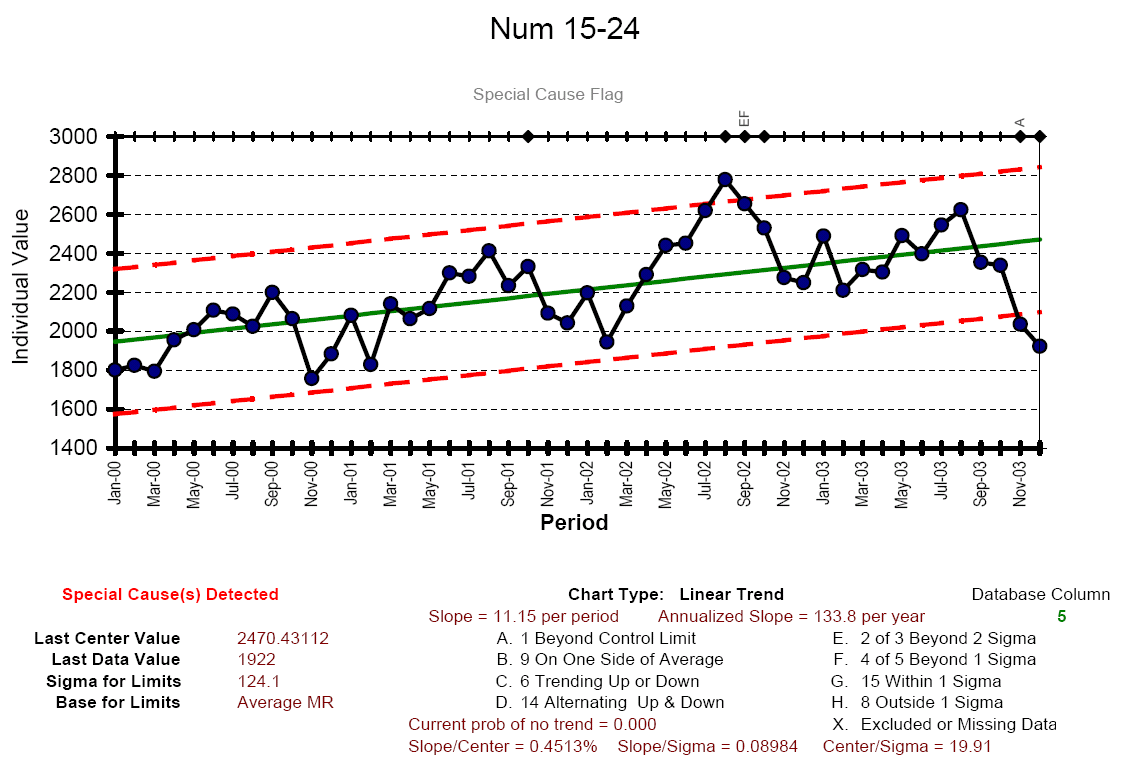 Num 15-24
Special Cause Flag
EF
A
3000
2800
2600
2400
2200
2000
1800
1600
1400
Individual Value
Jan-00
Mar-00
May-00
Jul-00
Sep-00
Nov-00
Jan-01
Mar-01
May-01
Jul-01
Sep-01
Nov-01
Jan-02
Mar-02
May-02
Jul-02
Sep-02
Nov-02
Jan-03
Mar-03
May-03
Jul-03
Sep-03
Nov-03
Period
Special Cause(s) Detected
Chart Type: Linear Trend
Database Column
Slope = 11.15 per period Annualized Slope = 133.8 per year
5
Last Center Value 2470.43112
A. 1 Beyond Control Limit
E. 2 of 3 Beyond 2 Sigma
Last Data Value 1922
B. 9 On One Side of Average
F. 4 of 5 Beyond 1 Sigma
Sigma for Limits 124.1
C. 6 Trending Up or Down
G. 15 Within 1 Sigma
Base for Limits Average MR
D. 14 Alternating Up & Down
H. 8 Outside 1 Sigma
Current prob of no trend = 0.000
X. Excluded or Missing Data
Slope/Center = 0.4513% Slope/Sigma = 0.08984 Center/Sigma = 19.91